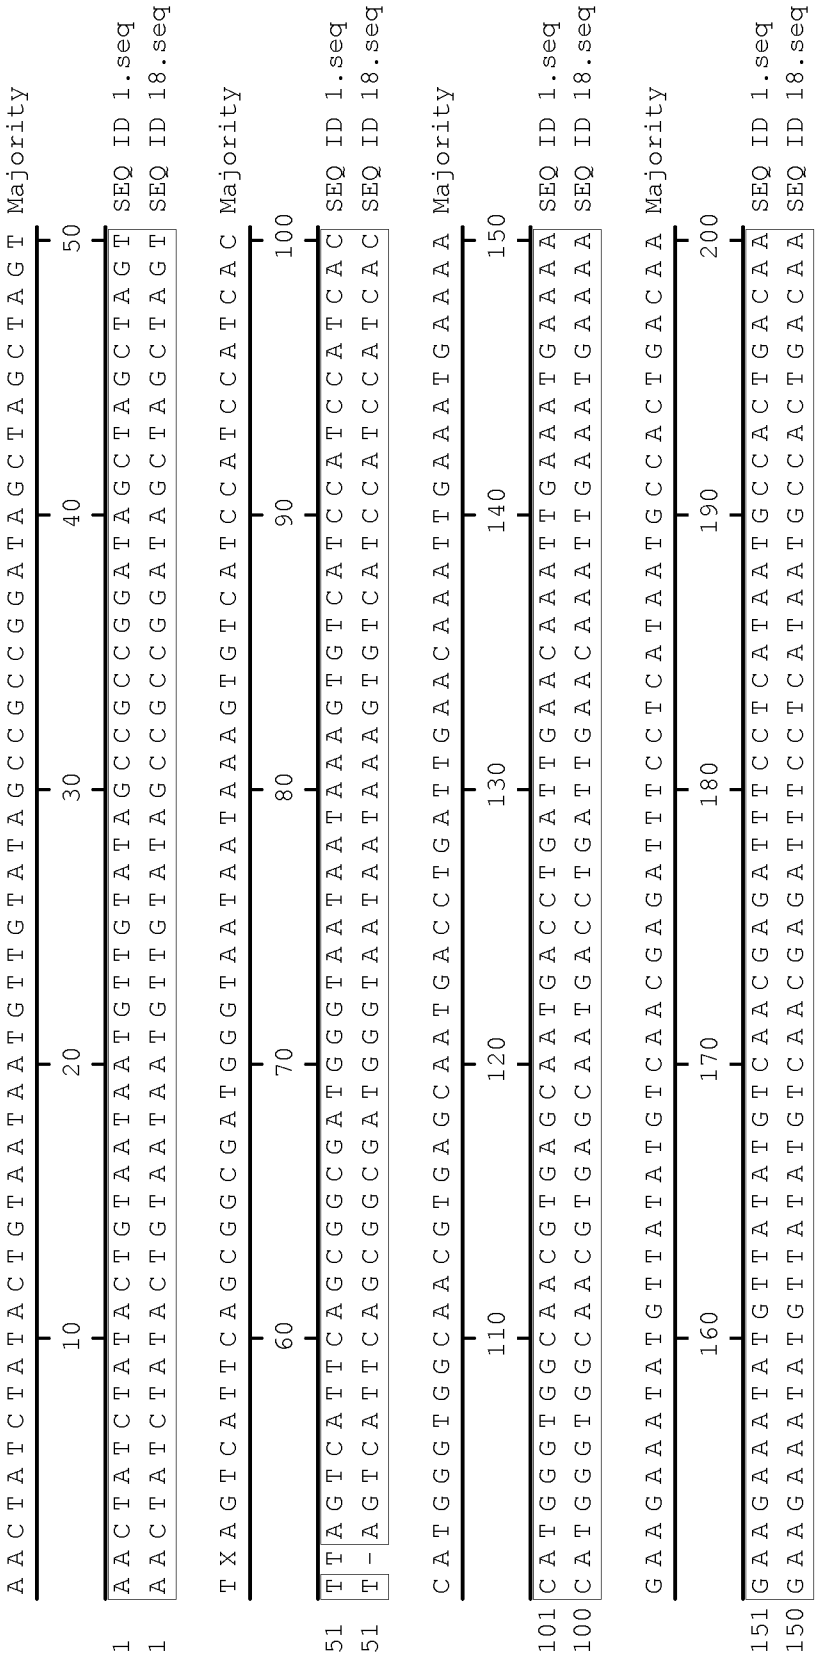 A A C T A T C T A T A C T G T A A T A A T G T T G T A T A G C C G C C G G A T A G C T A G C T A G T Majority
10 20 30 40 50
1 A A C T A T C T A T A C T G T A A T A A T G T T G T A T A G C C G C C G G A T A G C T A G C T A G T SEQ ID 1.seq
1 A A C T A T C T A T A C T G T A A T A A T G T T G T A T A G C C G C C G G A T A G C T A G C T A G T SEQ ID 18.seq
T X A G T C A T T C A G C G G C G A T G G G T A A T A A T A A A G T G T C A T C C A T C C A T C A C Majority
60 70 80 90 100
51 T T A G T C A T T C A G C G G C G A T G G G T A A T A A T A A A G T G T C A T C C A T C C A T C A C SEQ ID 1.seq
51 T - A G T C A T T C A G C G G C G A T G G G T A A T A A T A A A G T G T C A T C C A T C C A T C A C SEQ ID 18.seq
C A T G G G T G G C A A C G T G A G C A A T G A C C T G A T T G A A C A A A T T G A A A T G A A A A Majority
110 120 130 140 150
101 C A T G G G T G G C A A C G T G A G C A A T G A C C T G A T T G A A C A A A T T G A A A T G A A A A SEQ ID 1.seq
100 C A T G G G T G G C A A C G T G A G C A A T G A C C T G A T T G A A C A A A T T G A A A T G A A A A SEQ ID 18.seq
G A A G A A A T A T G T T A T A T G T C A A C G A G A T T T C C T C A T A A T G C C A C T G A C A A Majority
160 170 180 190 200
151 G A A G A A A T A T G T T A T A T G T C A A C G A G A T T T C C T C A T A A T G C C A C T G A C A A SEQ ID 1.seq
150 G A A G A A A T A T G T T A T A T G T C A A C G A G A T T T C C T C A T A A T G C C A C T G A C A A SEQ ID 18.seq